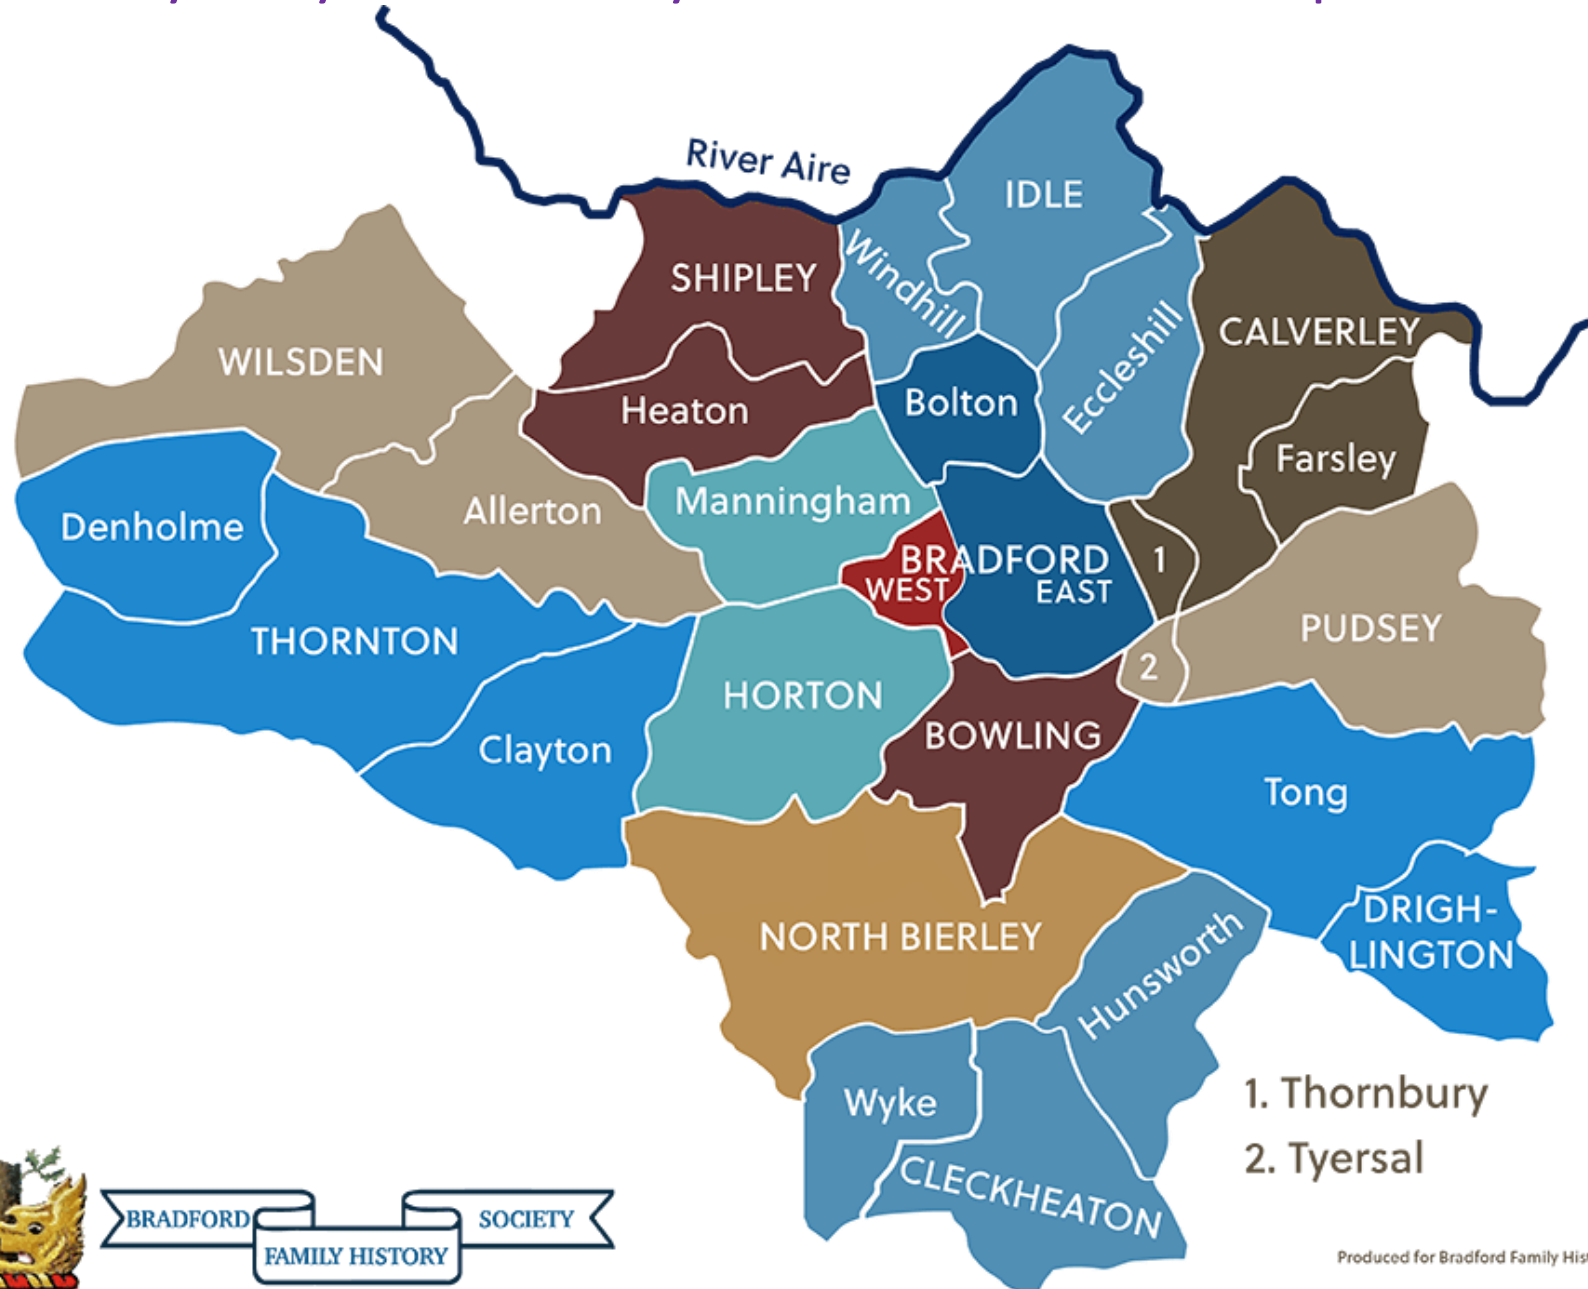 River Aire
IDLE
Windhill
SHIPLEY
Eccleshill
CALVERLEY
WILSDEN
Heaton
Bolton
Farsley
Manningham
Allerton
Denholme
BRADFORD
WEST
EAST
1
THORNTON
PUDSEY
2
HORTON
BOWLING
Clayton
Tong
NORTH BIERLEY
DRIGH-
LINGTON
Hunsworth
Wyke
CLECKHEATON
1. Thornbury
2. Tyersal
BRADFORD
SOCIETY
FAMILY HISTORY
Produced for Bradford Family